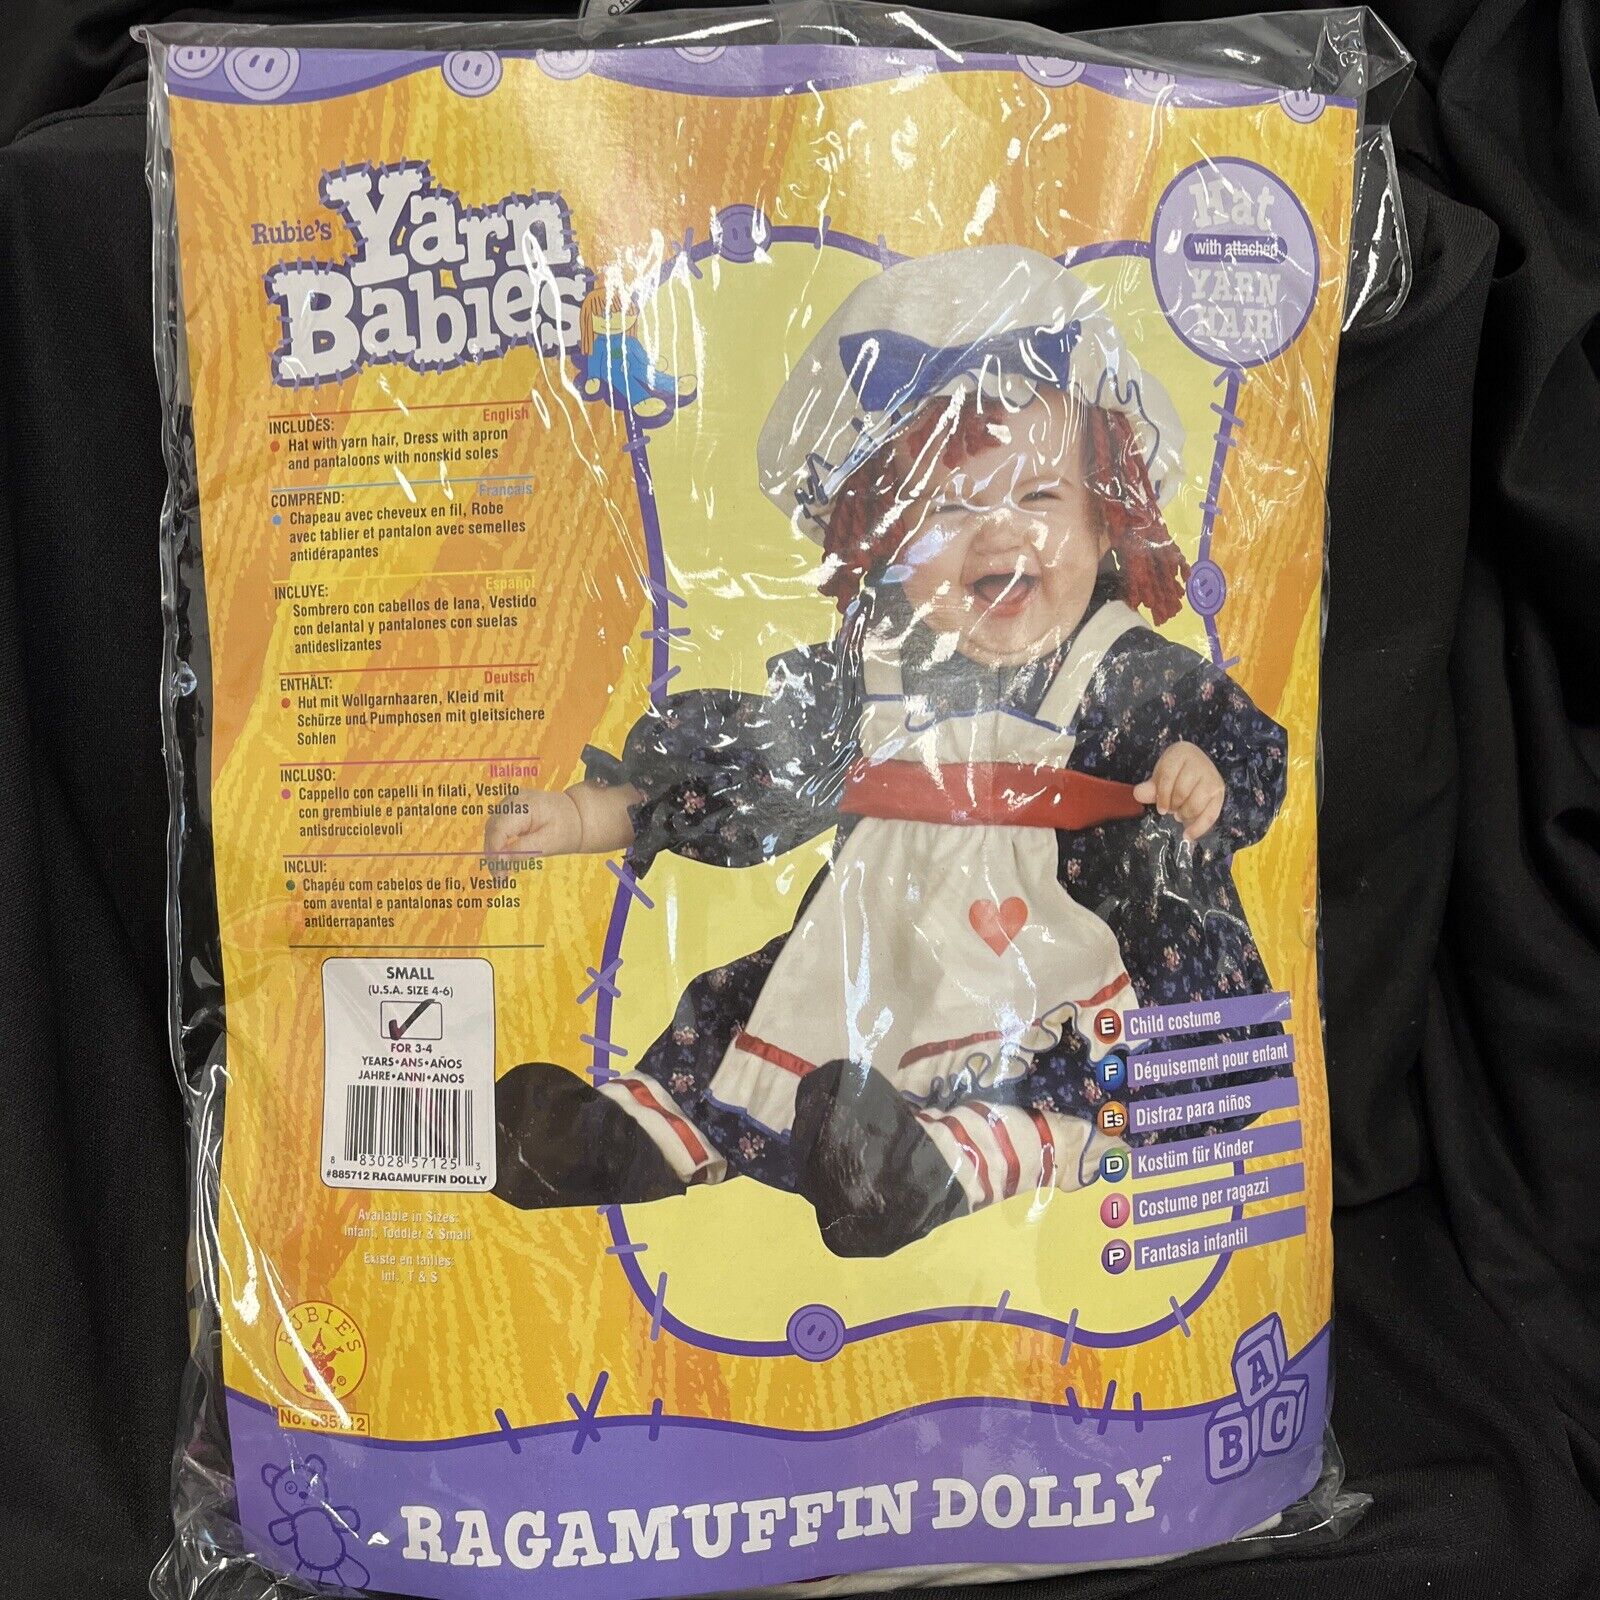 Rubie's
Yarn
Babies
Hat
with attached
YARN
HAIR
English
INCLUDES:
Hat with yarn hair, Dress with apron
and pantaloons with nonskid soles
Français
COMPREND:
Chapeau avec cheveux en fil, Robe
avec tablier et pantalon avec semelles
antidérapantes
Español
INCLUYE:
Sombrero con cabellos de lana, Vestido
con delantal y pantalones con suelas
antideslizantes
Deutsch
ENTHÄLT:
Hut mit Wollgarnhaaren, Kleid mit
Schürze und Pumphosen mit gleitsichere
Sohlen
Italiano
INCLUSO:
Cappello con capelli in filati, Vestito
con grembiule e pantalone con suolas
antisdrucciolevoli
Português
INCLUI:
Chapéu com cabelos de fio, Vestido
com avental e pantalonas com solas
antiderrapantes
SMALL
(U.S.A. SIZE 4-6)
FOR 3-4
YEARS•ANS•AÑOS
JAHRE•ANNI•ANOS
8 83028 57125 3
#885712 RAGAMUFFIN DOLLY
Available in Sizes:
Infant, Toddler & Small
Existe en tailles:
Inf., T & S
E Child costume
F Déguisement pour enfant
Es Disfraz para niños
D Kostüm für Kinder
I Costume per ragazzi
P Fantasia infantil
RUBIE'S ®
No. 885712
A
B C
RAGAMUFFIN DOLLY™